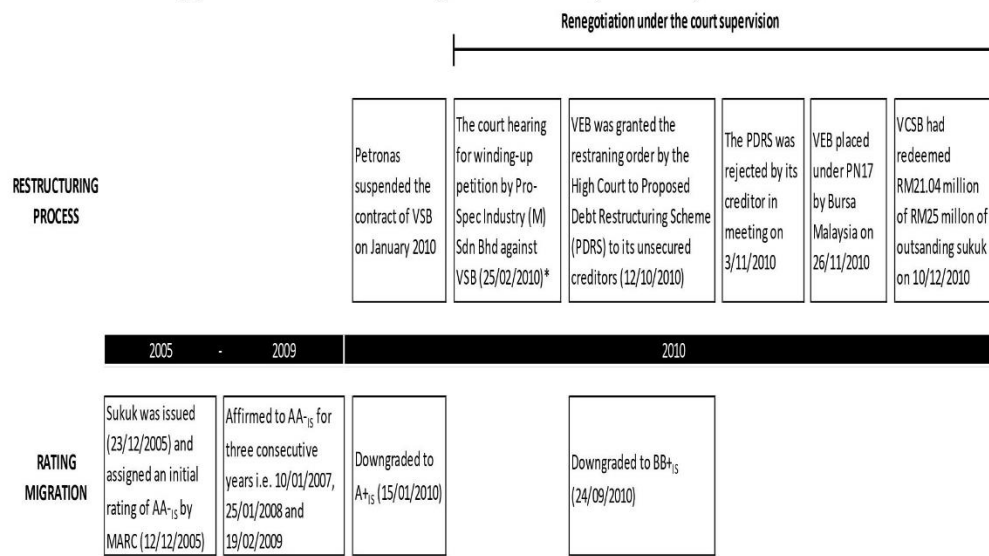 Renegotiation under the court supervision
RESTRUCTURING
PROCESS
Petronas
suspended the
contract of VSB
on January 2010
The court hearing
for winding-up
petition by Pro-
Spec Industry (M)
Sdn Bhd against
VSB (25/02/2010)*
VEB was granted the
restraning order by the
High Court to Proposed
Debt Restructuring Scheme
(PDRS) to its unsecured
creditors (12/10/2010)
The PDRS was
rejected by its
creditor in
meeting on
3/11/2010
VEB placed
under PN17
by Bursa
Malaysia on
26/11/2010
VCSB had
redeemed
RM21.04 million
of RM25 millon of
outsanding sukuk
on 10/12/2010
2005 - 2009 2010
RATING
MIGRATION
Sukuk was issued
(23/12/2005) and
assigned an initial
rating of AA-IS by
MARC (12/12/2005)
Affirmed to AA-IS for
three consecutive
years i.e. 10/01/2007,
25/01/2008 and
19/02/2009
Downgraded to
A+IS (15/01/2010)
Downgraded to BB+IS
(24/09/2010)